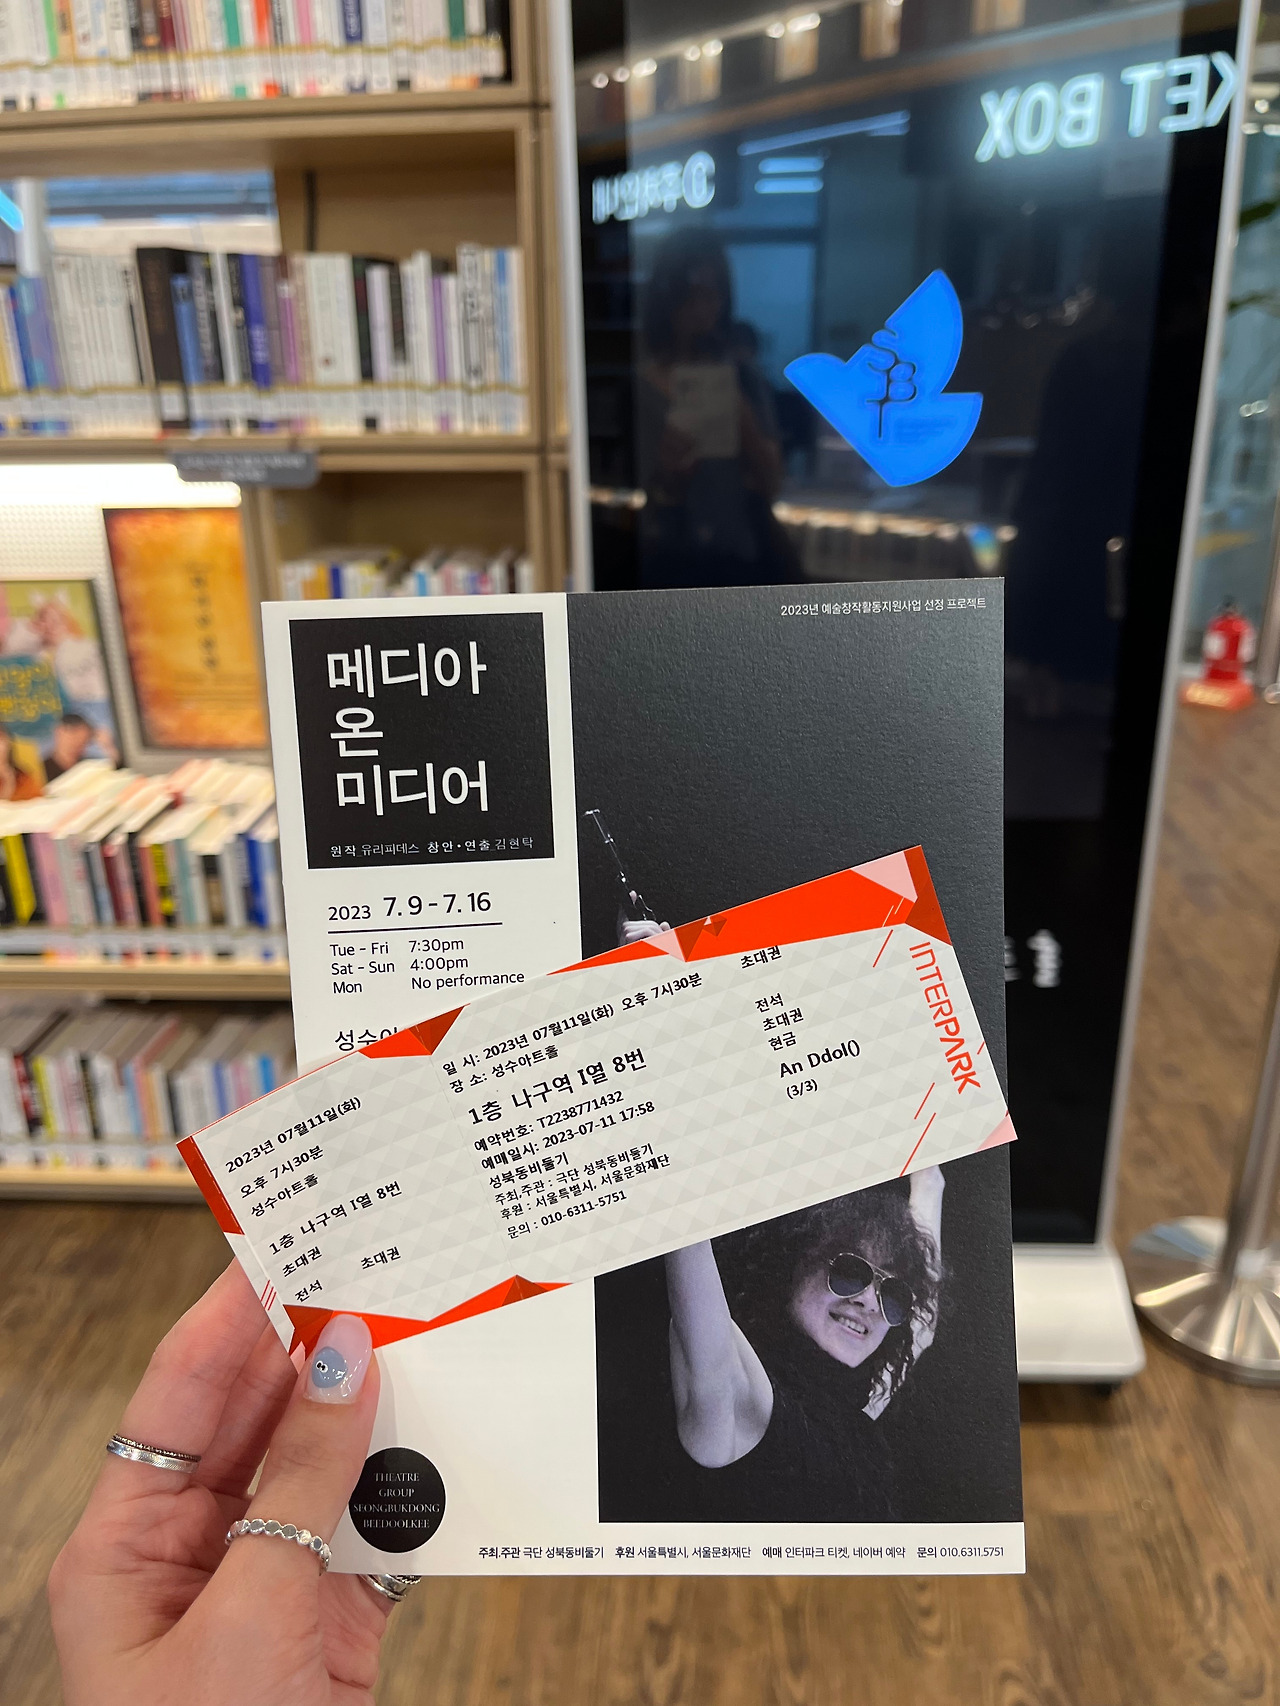 KET BOX
2023년 예술창작활동지원사업 선정 프로젝트
메디아
온
미디어
원작 유리피데스 창안•연출 김현탁
2023 7. 9 - 7. 16
Tue - Fri 7:30pm
Sat - Sun 4:00pm
Mon No performance
성수아
2023년 07월11일(화)
오후 7시30분
성수아트홀
1층 나구역 I열 8번
초대권
전석 초대권
일 시: 2023년 07월11일(화) 오후 7시30분
장 소: 성수아트홀
1층 나구역 I열 8번
예약번호: T2238771432
예매일시: 2023-07-11 17:58
성북동비둘기
주최,주관 : 극단 성북동비둘기
후원 : 서울특별시, 서울문화재단
문의 : 010-6311-5751
초대권
전석
초대권
현금
An Ddol()
(3/3)
INTERPARK
THEATRE
GROUP
SEONGBUKDONG
BEEDOOLKEE
주최.주관 극단 성북동비둘기 후원 서울특별시, 서울문화재단 예매 인터파크 티켓, 네이버 예약 문의 010.6311.5751